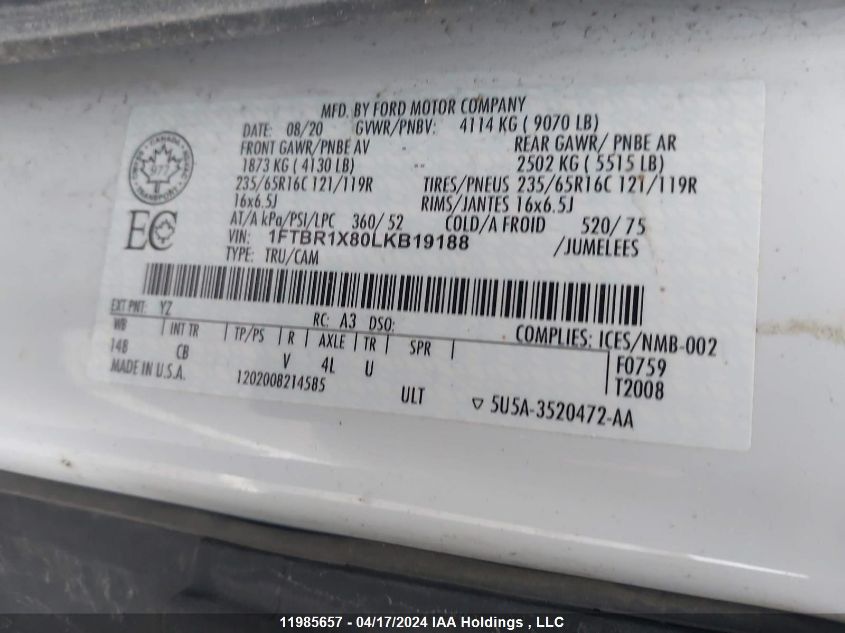 MFD. BY FORD MOTOR COMPANY
DATE: 08/20 GVWR/PNBV: 4114 KG ( 9070 LB)
FRONT GAWR/PNBE AV - REAR GAWR/ PNBE AR
1873 KG ( 4130 LB) -- 2502 KG ( 5515 LB)
235/65R16C 121/119R TIRES/PNEUS 235/65R16C 121/119R
16x6.5J RIMS/JANTES 16x6.5J
AT/A kPa/PSI/LPC 360/ 52 COLD/A FROID 520/ 75
VIN: 1FTBR1X80LKB19188 /JUMELEES
TYPE: TRU/CAM
CANADA
977
TRANSPORT
EC
EXT PNT: YZ RC: A3 DSO:
COMPLIES: ICES/NMB-002
WB INT TR TP/PS R AXLE TR SPR
148 CB V 4L U
F0759
T2008
MADE IN U.S.A. 1202008214585 ULT
5U5A-3520472-AA
11985657 - 04/17/2024 IAA Holdings , LLC